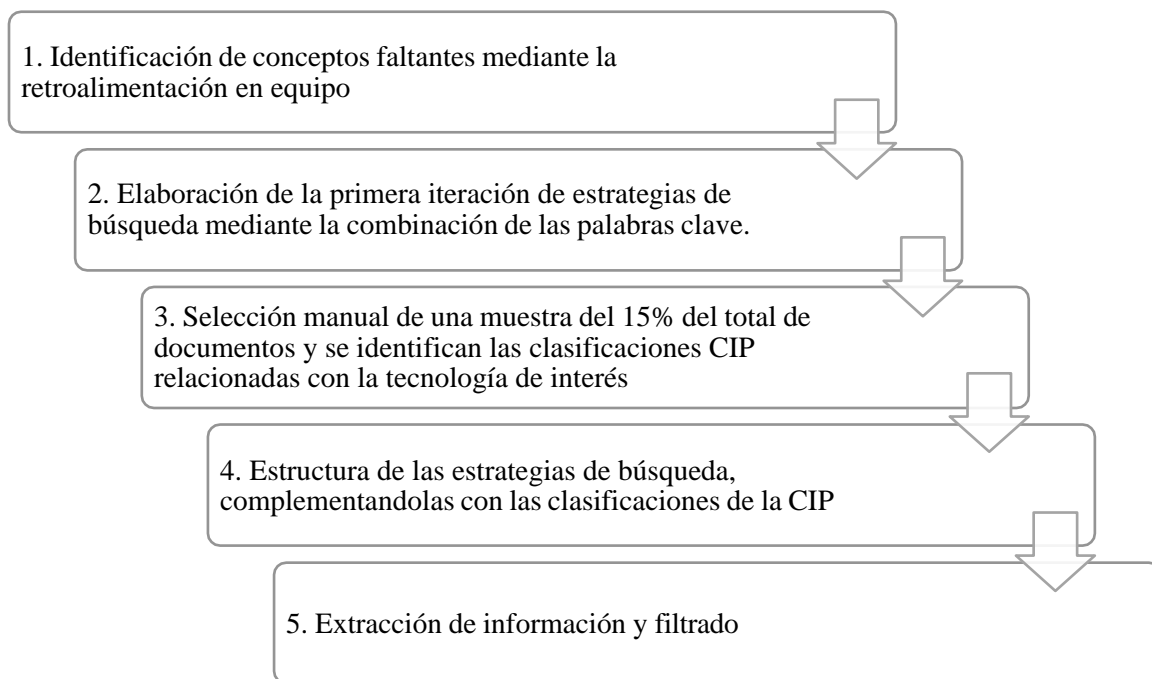 1. Identificación de conceptos faltantes mediante la
retroalimentación en equipo
2. Elaboración de la primera iteración de estrategias de
búsqueda mediante la combinación de las palabras clave.
3. Selección manual de una muestra del 15% del total de
documentos y se identifican las clasificaciones CIP
relacionadas con la tecnología de interés
4. Estructura de las estrategias de búsqueda,
complementandolas con las clasificaciones de la CIP
5. Extracción de información y filtrado